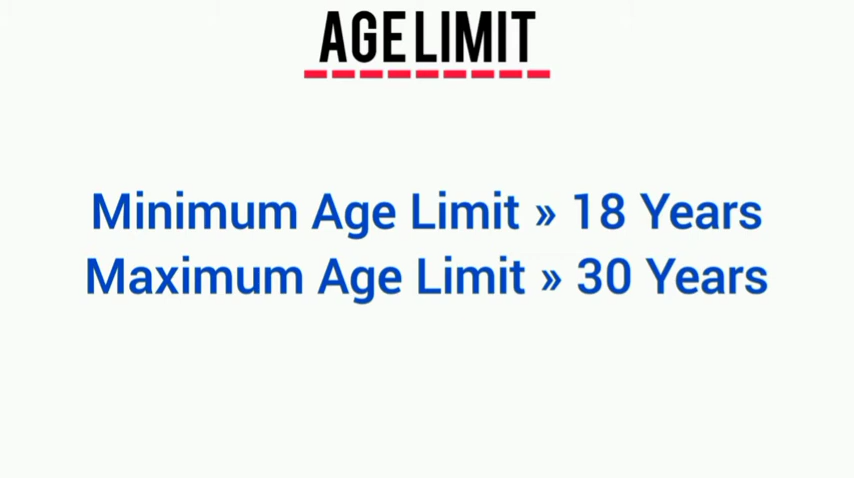 AGE LIMIT
Minimum Age Limit » 18 Years
Maximum Age Limit » 30 Years